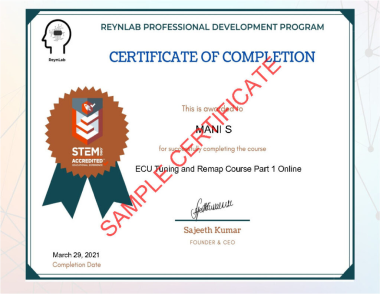 REYNLAB PROFESSIONAL DEVELOPMENT PROGRAM
ReynLab
CERTIFICATE OF COMPLETION
This is awarded to
MANI S
for successfully completing the course
ECU Tuning and Remap Course Part 1 Online
SAMPLE CERTIFICATE
STEM
ACCREDITED
Sajeeth Kumar
FOUNDER & CEO
March 29, 2021
Completion Date